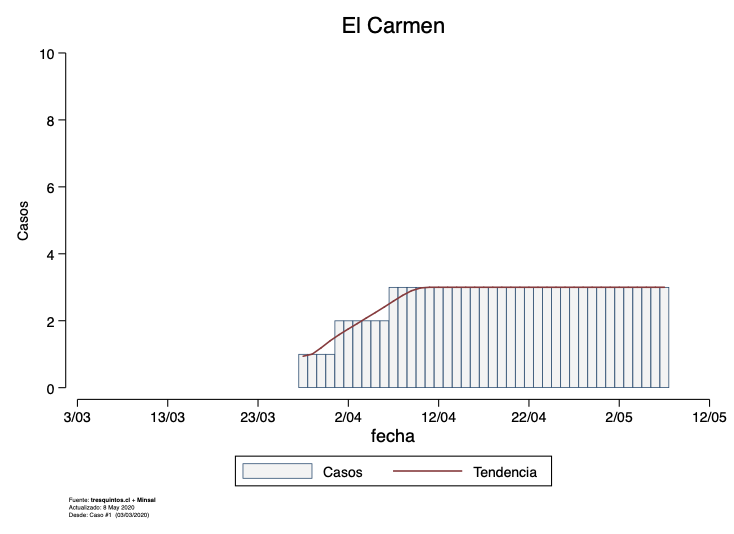 El Carmen
10
8
6
4
2
0
Casos
3/03 13/03 23/03 2/04 12/04 22/04 2/05 12/05
fecha
Casos Tendencia
Fuente: tresquintos.cl + Minsal
Actualizado: 8 May 2020
Desde: Caso #1 (03/03/2020)